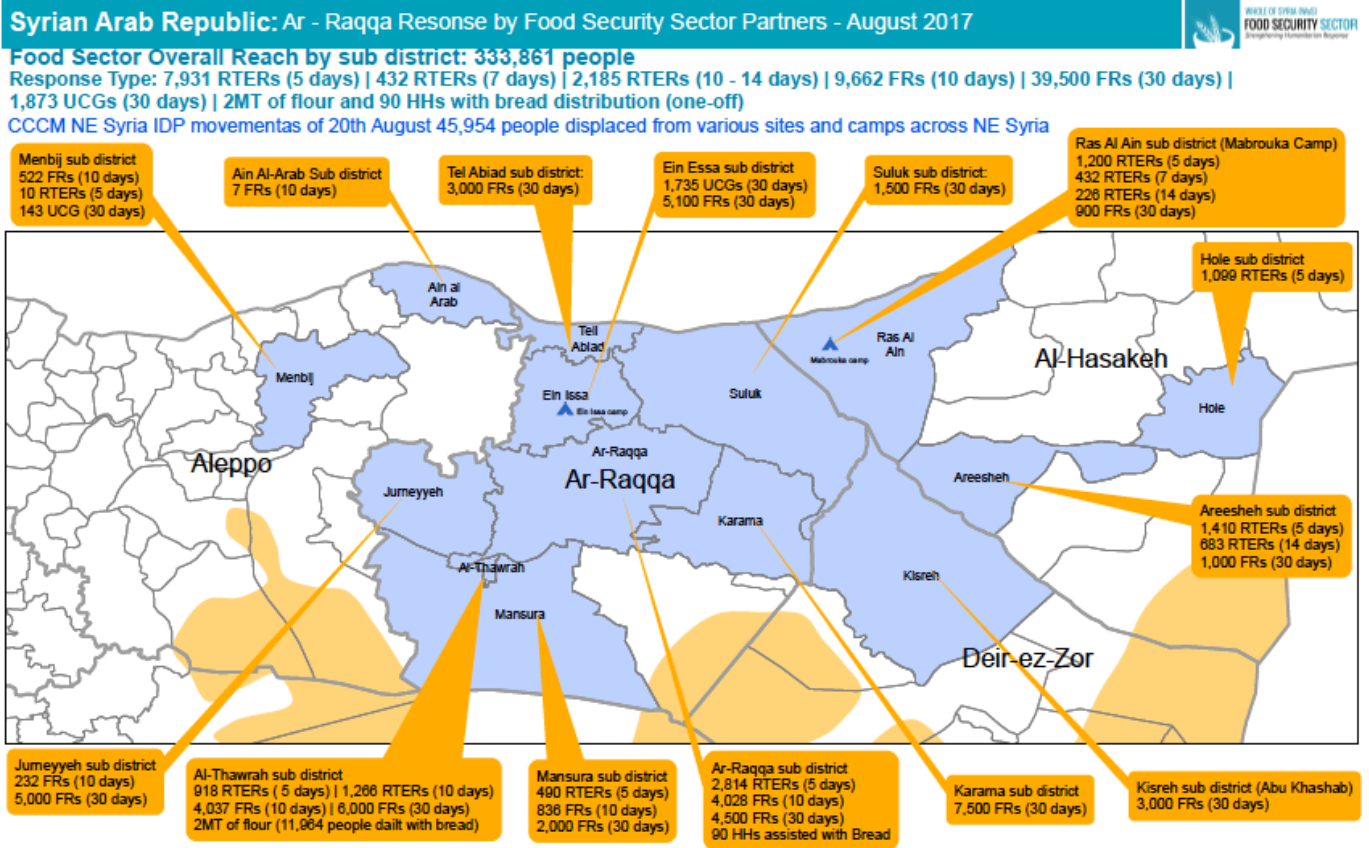 Syrian Arab Republic: Ar - Raqqa Resonse by Food Security Sector Partners - August 2017
WHOLE OF SYRIA (WoS)
FOOD SECURITY SECTOR
Strengthening Humanitarian Response
Food Sector Overall Reach by sub district: 333,861 people
Response Type: 7,931 RTERs (5 days) | 432 RTERs (7 days) | 2,185 RTERs (10 - 14 days) | 9,662 FRs (10 days) | 39,500 FRs (30 days) |
1,873 UCGs (30 days) | 2MT of flour and 90 HHs with bread distribution (one-off)
CCCM NE Syria IDP movementas of 20th August 45,954 people displaced from various sites and camps across NE Syria
Menbij sub district
522 FRs (10 days)
10 RTERs (5 days)
143 UCG (30 days)
Ain Al-Arab Sub district
7 FRs (10 days)
Tel Abiad sub district:
3,000 FRs (30 days)
Ein Essa sub district
1,735 UCGs (30 days)
5,100 FRs (30 days)
Suluk sub district:
1,500 FRs (30 days)
Ras Al Ain sub district (Mabrouka Camp)
1,200 RTERs (5 days)
432 RTERs (7 days)
226 RTERs (14 days)
900 FRs (30 days)
Hole sub district
1,099 RTERs (5 days)
Ain al
Arab
Tell
Abiad
Ras Al
Ain
Mabrouka camp
Al-Hasakeh
Menbij
Ein Issa
Ein Issa camp
Suluk
Hole
Aleppo
Ar-Raqqa
Ar-Raqqa
Jurneyyeh
Areesheh
Karama
Areesheh sub district
1,410 RTERs (5 days)
683 RTERs (14 days)
1,000 FRs (30 days)
Al-Thawrah
Kisreh
Mansura
Deir-ez-Zor
Jurneyyeh sub district
232 FRs (10 days)
5,000 FRs (30 days)
Al-Thawrah sub district
918 RTERs ( 5 days) | 1,266 RTERs (10 days)
4,037 FRs (10 days) | 6,000 FRs (30 days)
2MT of flour (11,964 people dailt with bread)
Mansura sub district
490 RTERs (5 days)
836 FRs (10 days)
2,000 FRs (30 days)
Ar-Raqqa sub district
2,814 RTERs (5 days)
4,028 FRs (10 days)
4,500 FRs (30 days)
90 HHs assisted with Bread
Karama sub district
7,500 FRs (30 days)
Kisreh sub district (Abu Khashab)
3,000 FRs (30 days)